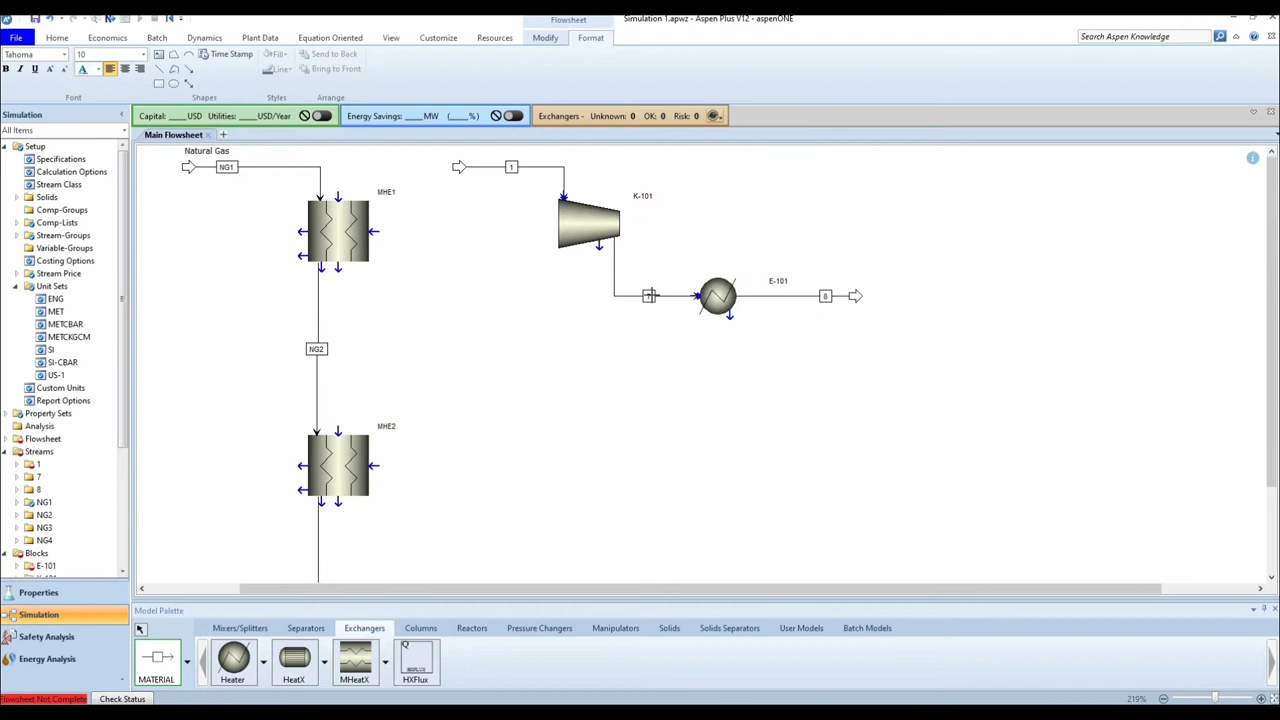 Flowsheet
Simulation 1.apwz - Aspen Plus V12 - aspenONE
File
Home
Economics
Batch
Dynamics
Plant Data
Equation Oriented
View
Customize
Resources
Modify
Format
Search Aspen Knowledge
Tahoma
10
Time Stamp
Fill
Send to Back
B I U A A A
Line
Bring to Front
Font
Shapes
Styles
Arrange
Simulation
All Items
Capital: ____USD Utilities: ____USD/Year
Energy Savings: ____MW (____%)
Exchangers - Unknown: 0 OK: 0 Risk: 0
Main Flowsheet
+
Setup
Specifications
Calculation Options
Stream Class
Solids
Comp-Groups
Comp-Lists
Stream-Groups
Variable-Groups
Costing Options
Stream Price
Unit Sets
ENG
MET
METCBAR
METCKGCM
SI
SI-CBAR
US-1
Custom Units
Report Options
Property Sets
Analysis
Flowsheet
Streams
1
7
8
NG1
NG2
NG3
NG4
Blocks
E-101
K-101
Natural Gas
NG1
MHE1
1
K-101
7
E-101
8
NG2
MHE2
Properties
Simulation
Safety Analysis
Energy Analysis
Model Palette
Mixers/Splitters
Separators
Exchangers
Columns
Reactors
Pressure Changers
Manipulators
Solids
Solids Separators
User Models
Batch Models
MATERIAL
Heater
HeatX
MHeatX
Q
HXFLUX
HXFlux
Flowsheet Not Complete
Check Status
219%